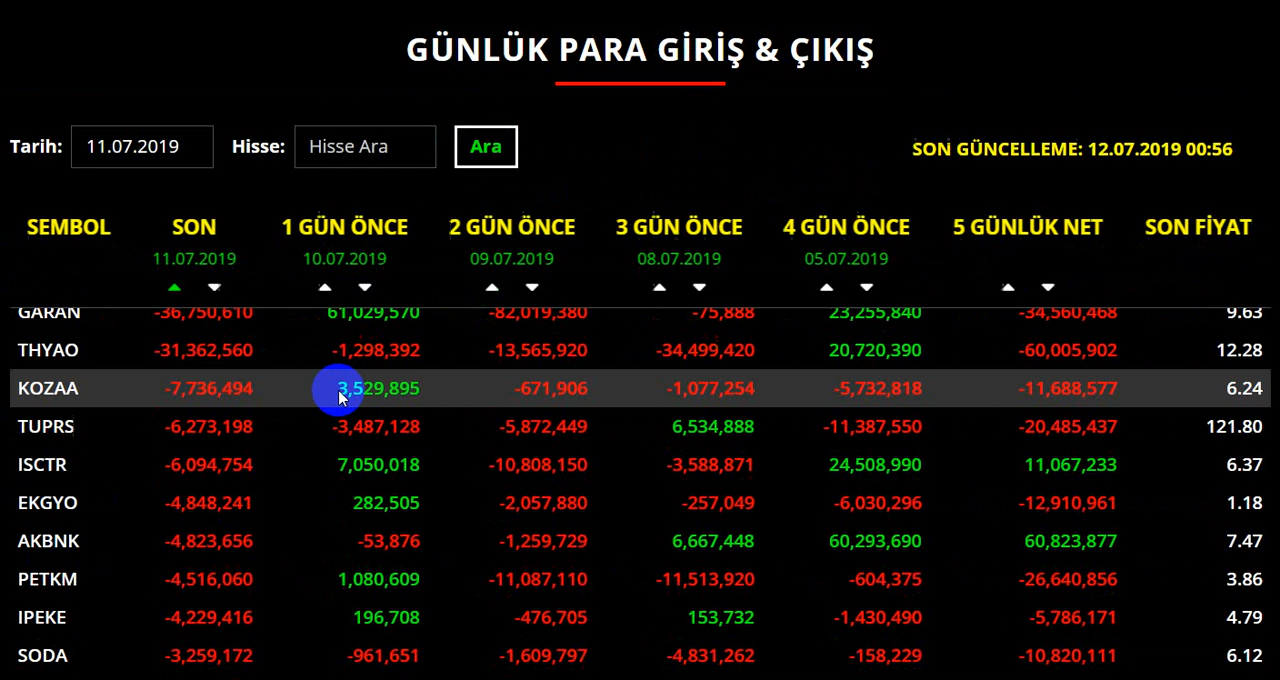 GÜNLÜK PARA GİRİŞ & ÇIKIŞ
Tarih: 11.07.2019 Hisse: Hisse Ara Ara SON GÜNCELLEME: 12.07.2019 00:56
SEMBOL SON 1 GÜN ÖNCE 2 GÜN ÖNCE 3 GÜN ÖNCE 4 GÜN ÖNCE 5 GÜNLÜK NET SON FİYAT
11.07.2019 10.07.2019 09.07.2019 08.07.2019 05.07.2019
GARAN -36,750,610 61,029,570 -82,019,380 -75,888 23,255,840 -34,560,468 9.63
THYAO -31,362,560 -1,298,392 -13,565,920 -34,499,420 20,720,390 -60,005,902 12.28
KOZAA -7,736,494 3,529,895 -671,906 -1,077,254 -5,732,818 -11,688,577 6.24
TUPRS -6,273,198 -3,487,128 -5,872,449 6,534,888 -11,387,550 -20,485,437 121.80
ISCTR -6,094,754 7,050,018 -10,808,150 -3,588,871 24,508,990 11,067,233 6.37
EKGYO -4,848,241 282,505 -2,057,880 -257,049 -6,030,296 -12,910,961 1.18
AKBNK -4,823,656 -53,876 -1,259,729 6,667,448 60,293,690 60,823,877 7.47
PETKM -4,516,060 1,080,609 -11,087,110 -11,513,920 -604,375 -26,640,856 3.86
IPEKE -4,229,416 196,708 -476,705 153,732 -1,430,490 -5,786,171 4.79
SODA -3,259,172 -961,651 -1,609,797 -4,831,262 -158,229 -10,820,111 6.12